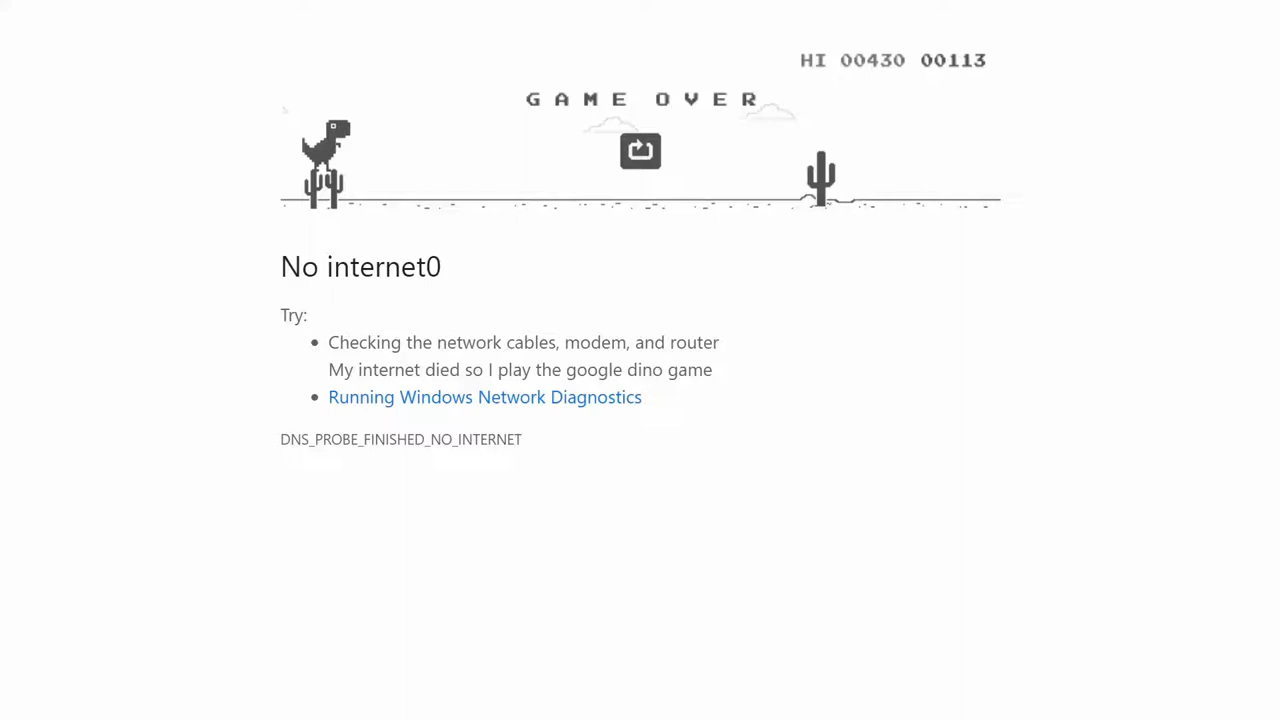 HI 00430 00113
GAME OVER
No internet0
Try:
Checking the network cables, modem, and router
My internet died so I play the google dino game
Running Windows Network Diagnostics
DNS_PROBE_FINISHED_NO_INTERNET